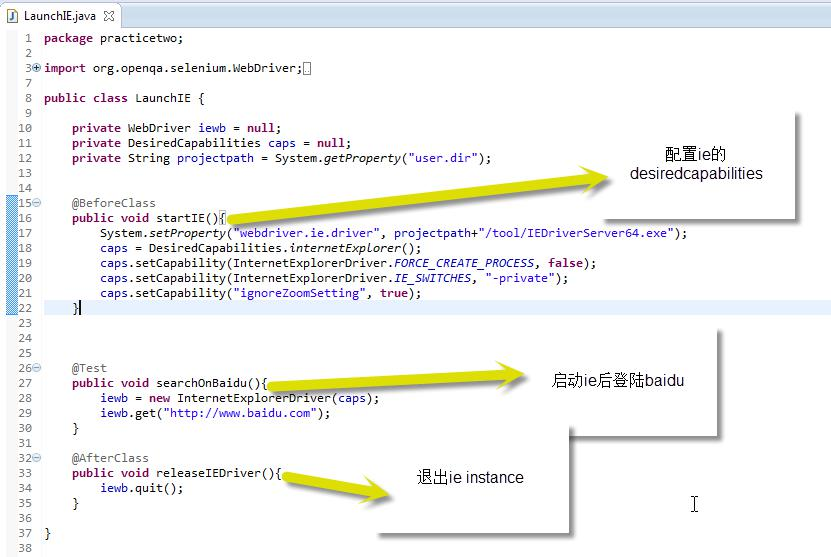 LaunchIE.java
1 package practicetwo;
2
3 import org.openqa.selenium.WebDriver;
7
8 public class LaunchIE {
9
10 private WebDriver iewb = null;
11 private DesiredCapabilities caps = null;
12 private String projectpath = System.getProperty("user.dir");
13
14
15 @BeforeClass
16 public void startIE(){
17 System.setProperty("webdriver.ie.driver", projectpath+"/tool/IEDriverServer64.exe");
18 caps = DesiredCapabilities.internetExplorer();
19 caps.setCapability(InternetExplorerDriver.FORCE_CREATE_PROCESS, false);
20 caps.setCapability(InternetExplorerDriver.IE_SWITCHES, "-private");
21 caps.setCapability("ignoreZoomSetting", true);
22 }
23
24
25
26 @Test
27 public void searchOnBaidu(){
28 iewb = new InternetExplorerDriver(caps);
29 iewb.get("http://www.baidu.com");
30 }
31
32 @AfterClass
33 public void releaseIEDriver(){
34 iewb.quit();
35 }
36
37 }
38
配置ie的
desiredcapabilities
启动ie后登陆baidu
退出ie instance